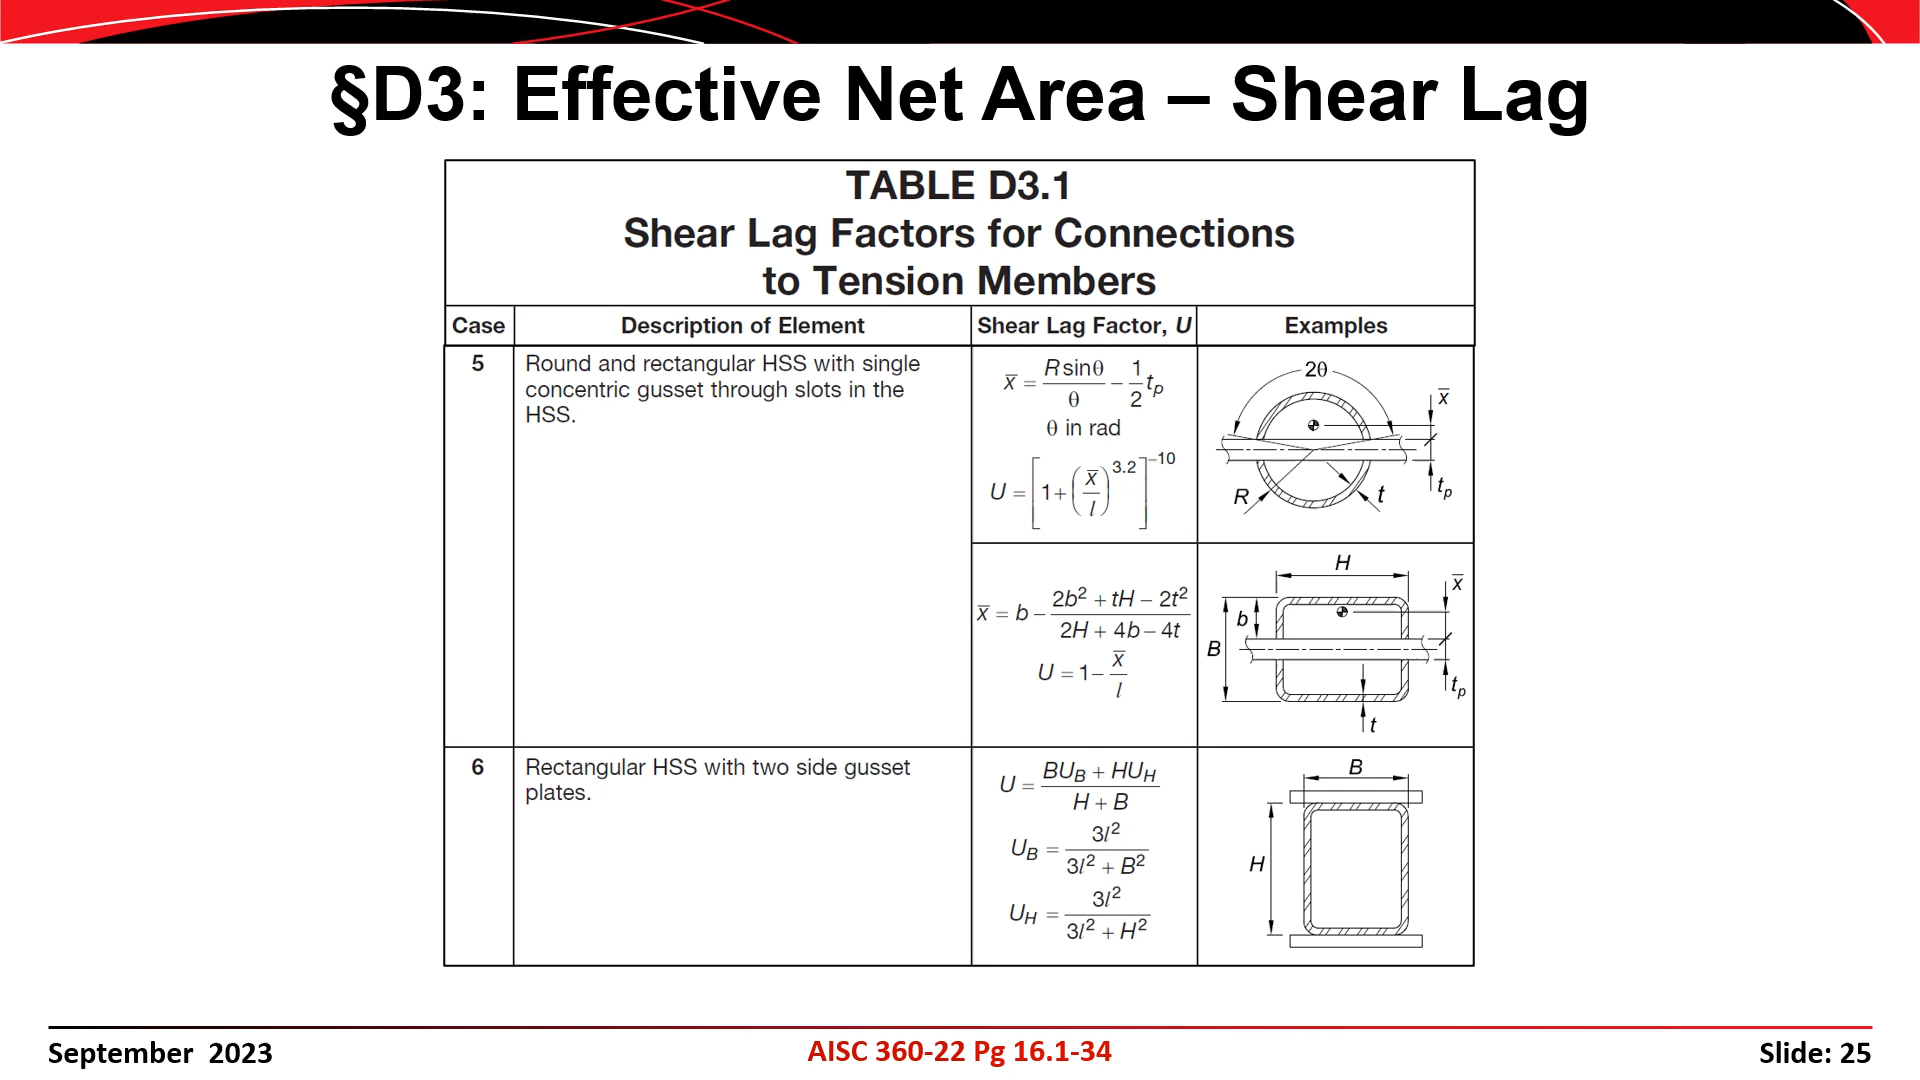 §D3: Effective Net Area – Shear Lag
TABLE D3.1
Shear Lag Factors for Connections
to Tension Members
Case Description of Element Shear Lag Factor, U Examples
5
Round and rectangular HSS with single
concentric gusset through slots in the
HSS.
x̅ = R sinθ / θ − 1/2 tₚ
θ in rad
U = [1+(x̅/l)^3.2]^−10
2θ
x̅
R
t
tₚ
x̅ = b − (2b² + tH − 2t²) / (2H + 4b − 4t)
U = 1− x̅/l
H
x̅
b
B
tₚ
t
6
Rectangular HSS with two side gusset
plates.
U = (BU_B + HU_H) / (H + B)
U_B = 3l² / (3l² + B²)
U_H = 3l² / (3l² + H²)
B
H
September 2023
AISC 360-22 Pg 16.1-34
Slide: 25